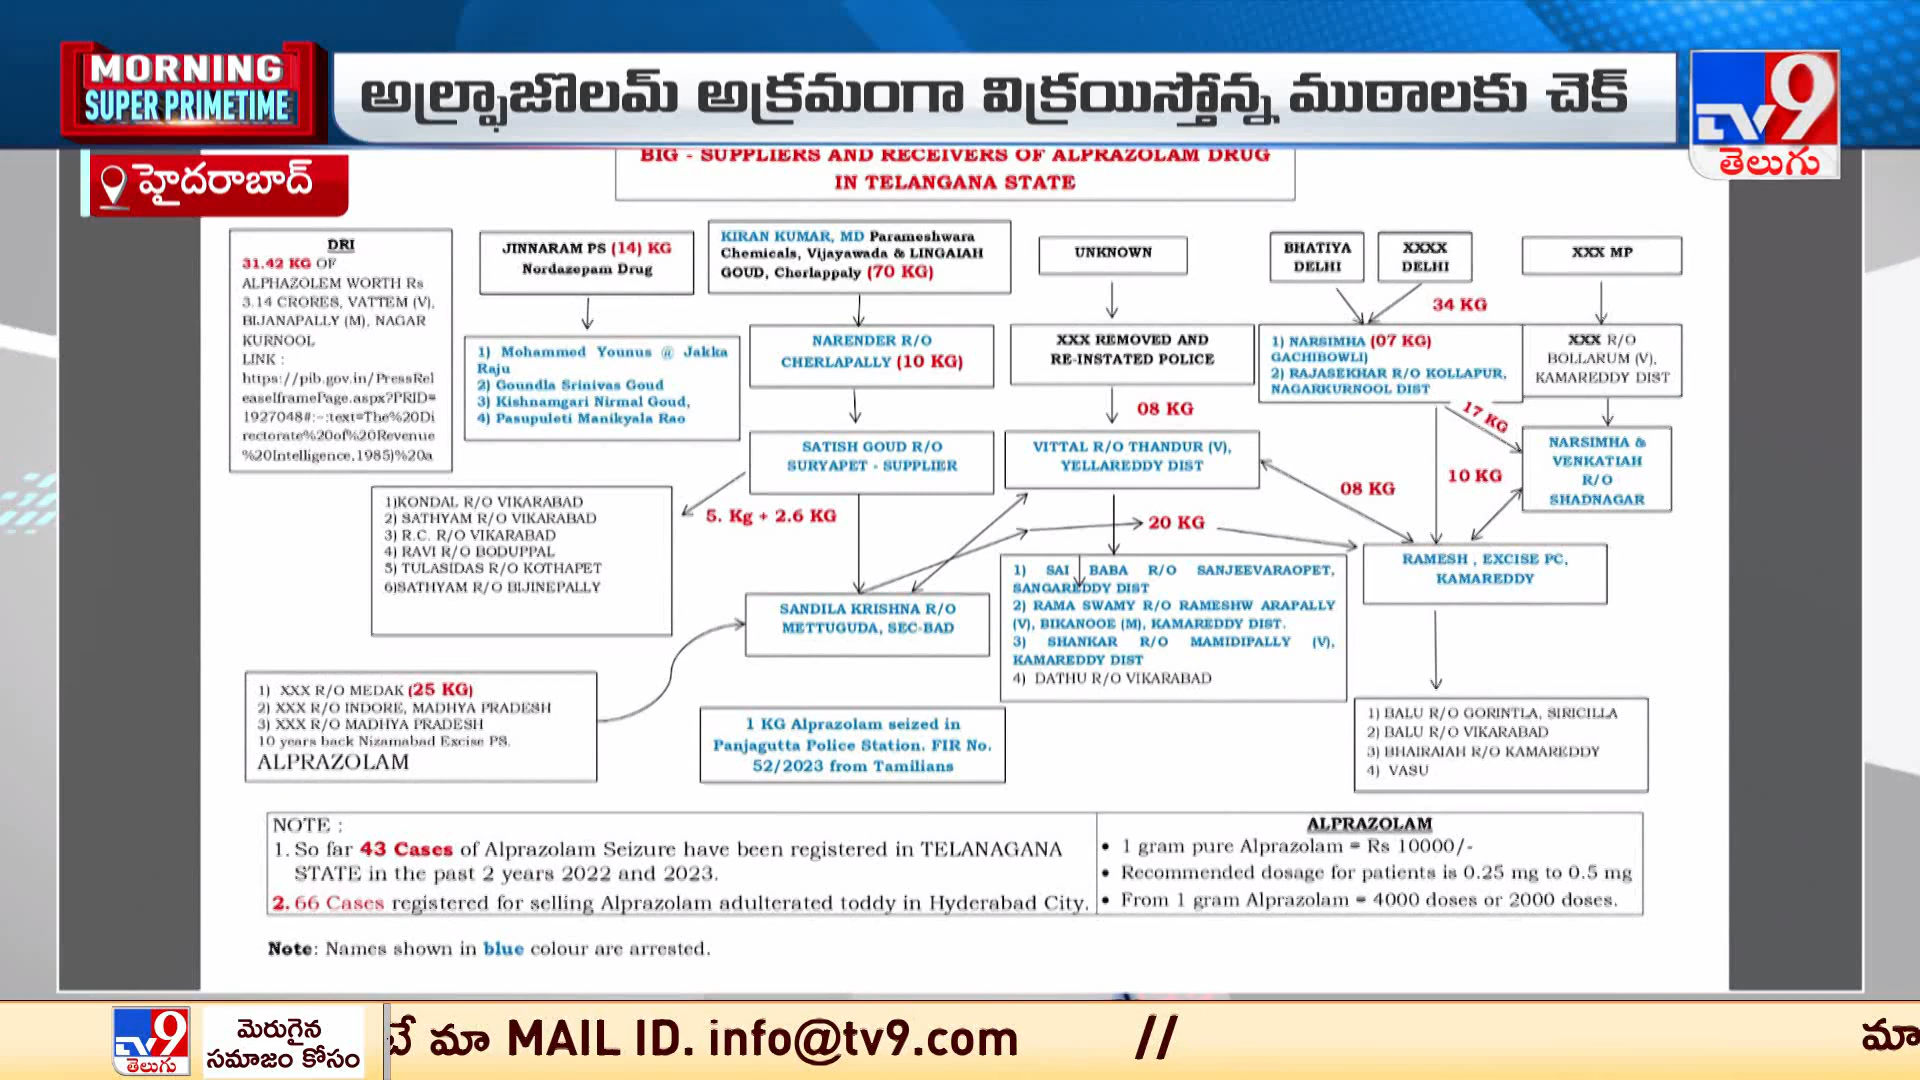 MORNING
SUPER PRIMETIME
అల్ప్రాజొలమ్ అక్రమంగా విక్రయిస్తోన్న ముఠాలకు చెక్
TV9
తెలుగు
హైదరాబాద్
BIG - SUPPLIERS AND RECEIVERS OF ALPRAZOLAM DRUG
IN TELANGANA STATE
DRI
31.42 KG OF
ALPHAZOLEM WORTH Rs
3.14 CRORES, VATTEM (V),
BIJANAPALLY (M), NAGAR
KURNOOL
LINK :
https://pib.gov.in/PressRel
easeIframePage.aspx?PRID=
1927048#:~:text=The%20Di
rectorate%20of%20Revenue
%20Intelligence,1985)%20a
JINNARAM PS (14) KG
Nordazepam Drug
1) Mohammed Younus @ Jakka
Raju
2) Goundla Srinivas Goud
3) Kishnamgari Nirmal Goud,
4) Pasupuleti Manikyala Rao
KIRAN KUMAR, MD Parameshwara
Chemicals, Vijayawada & LINGAIAH
GOUD, Cherlappaly (70 KG)
NARENDER R/O
CHERLAPALLY (10 KG)
SATISH GOUD R/O
SURYAPET - SUPPLIER
5. Kg + 2.6 KG
1)KONDAL R/O VIKARABAD
2) SATHYAM R/O VIKARABAD
3) R.C. R/O VIKARABAD
4) RAVI R/O BODUPPAL
5) TULASIDAS R/O KOTHAPET
6)SATHYAM R/O BIJINEPALLY
SANDILA KRISHNA R/O
METTUGUDA, SEC-BAD
1) XXX R/O MEDAK (25 KG)
2) XXX R/O INDORE, MADHYA PRADESH
3) XXX R/O MADHYA PRADESH
10 years back Nizamabad Excise PS.
ALPRAZOLAM
1 KG Alprazolam seized in
Panjagutta Police Station. FIR No.
52/2023 from Tamilians
UNKNOWN
XXX REMOVED AND
RE-INSTATED POLICE
08 KG
VITTAL R/O THANDUR (V),
YELLAREDDY DIST
20 KG
1) SAI BABA R/O SANJEEVARAOPET,
SANGAREDDY DIST
2) RAMA SWAMY R/O RAMESHW ARAPALLY
(V), BIKANOOE (M), KAMAREDDY DIST.
3) SHANKAR R/O MAMIDIPALLY (V),
KAMAREDDY DIST
4) DATHU R/O VIKARABAD
BHATIYA
DELHI
XXXX
DELHI
34 KG
1) NARSIMHA (07 KG)
GACHIBOWLI)
2) RAJASEKHAR R/O KOLLAPUR,
NAGARKURNOOL DIST
17 KG
08 KG
10 KG
XXX MP
XXX R/O
BOLLARUM (V),
KAMAREDDY DIST
NARSIMHA &
VENKATIAH
R/O
SHADNAGAR
RAMESH , EXCISE PC,
KAMAREDDY
1) BALU R/O GORINTLA, SIRICILLA
2) BALU R/O VIKARABAD
3) BHAIRAIAH R/O KAMAREDDY
4) VASU
NOTE :
1. So far 43 Cases of Alprazolam Seizure have been registered in TELANAGANA
STATE in the past 2 years 2022 and 2023.
2. 66 Cases registered for selling Alprazolam adulterated toddy in Hyderabad City.
ALPRAZOLAM
• 1 gram pure Alprazolam = Rs 10000/-
• Recommended dosage for patients is 0.25 mg to 0.5 mg
• From 1 gram Alprazolam = 4000 doses or 2000 doses.
Note: Names shown in blue colour are arrested.
TV9
తెలుగు
మెరుగైన
సమాజం కోసం
మా MAIL ID. info@tv9.com // మా